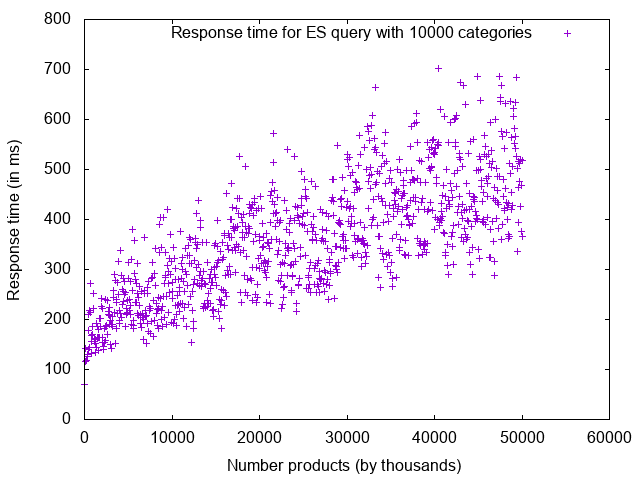 800
Response time for ES query with 10000 categories
700
600
500
400
300
200
100
0
Response time (in ms)
0 10000 20000 30000 40000 50000 60000
Number products (by thousands)